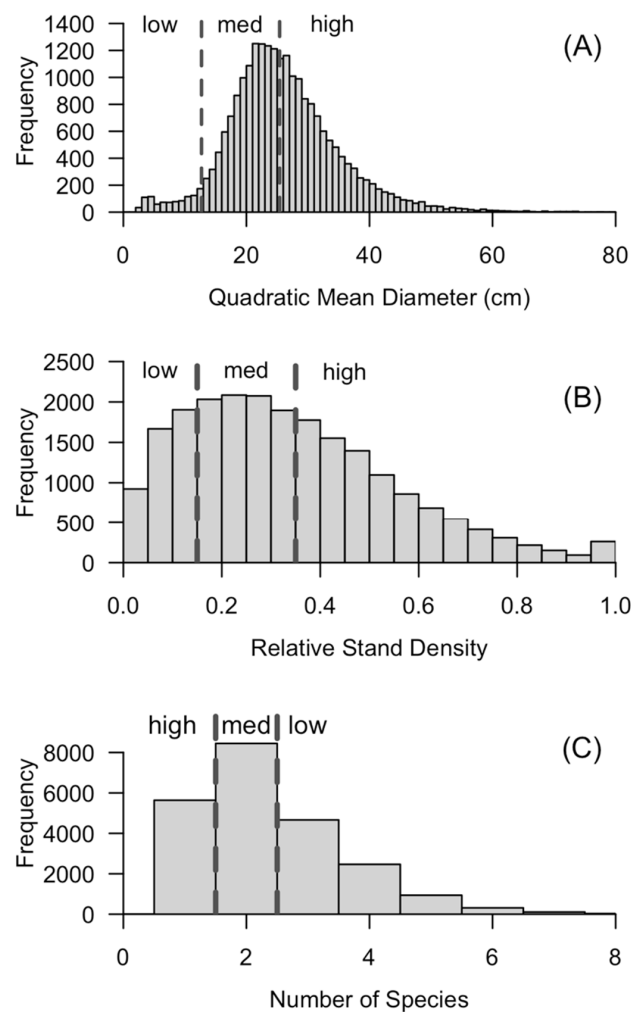 low med high
(A)
Frequency
1400
1200
1000
800
600
400
200
0
0 20 40 60 80
Quadratic Mean Diameter (cm)
low med high
(B)
Frequency
2500
2000
1500
1000
500
0
0.0 0.2 0.4 0.6 0.8 1.0
Relative Stand Density
high med low
(C)
Frequency
8000
6000
4000
2000
0
0 2 4 6 8
Number of Species